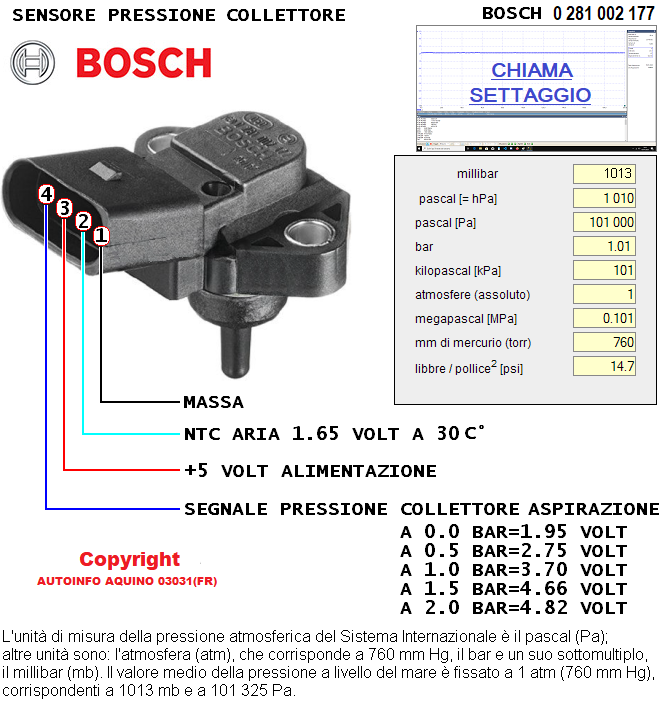 SENSORE PRESSIONE COLLETTORE
BOSCH 0 281 002 177
BOSCH
CHIAMA
SETTAGGIO
millibar 1013
pascal [= hPa] 1 010
pascal [Pa] 101 000
bar 1.01
kilopascal [kPa] 101
atmosfere (assoluto) 1
megapascal [MPa] 0.101
mm di mercurio (torr) 760
libbre / pollice2 [psi] 14.7
4
3
2
1
MASSA
NTC ARIA 1.65 VOLT A 30 C°
+5 VOLT ALIMENTAZIONE
SEGNALE PRESSIONE COLLETTORE ASPIRAZIONE
A 0.0 BAR=1.95 VOLT
A 0.5 BAR=2.75 VOLT
A 1.0 BAR=3.70 VOLT
A 1.5 BAR=4.66 VOLT
A 2.0 BAR=4.82 VOLT
Copyright
AUTOINFO AQUINO 03031(FR)
L'unità di misura della pressione atmosferica del Sistema Internazionale è il pascal (Pa);
altre unità sono: l'atmosfera (atm), che corrisponde a 760 mm Hg, il bar e un suo sottomultiplo,
il millibar (mb). Il valore medio della pressione a livello del mare è fissato a 1 atm (760 mm Hg),
corrispondenti a 1013 mb e a 101 325 Pa.